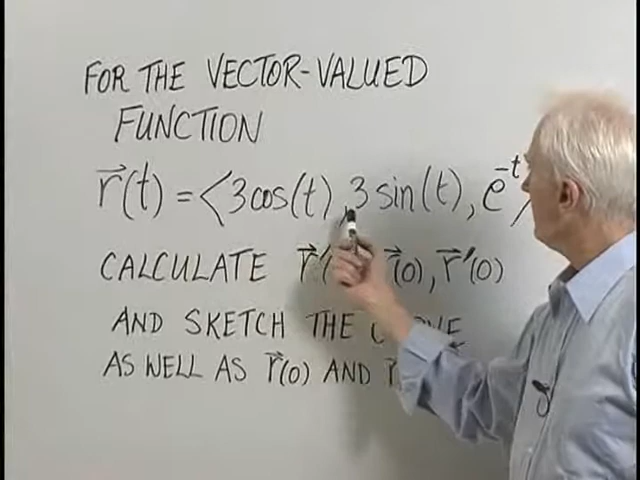 FOR THE VECTOR-VALUED
FUNCTION
r⃗(t) = <3cos(t), 3 sin(t), e^-t>
CALCULATE r⃗'( r⃗(0), r⃗'(0)
AND SKETCH THE
AS WELL AS r⃗(0) AND